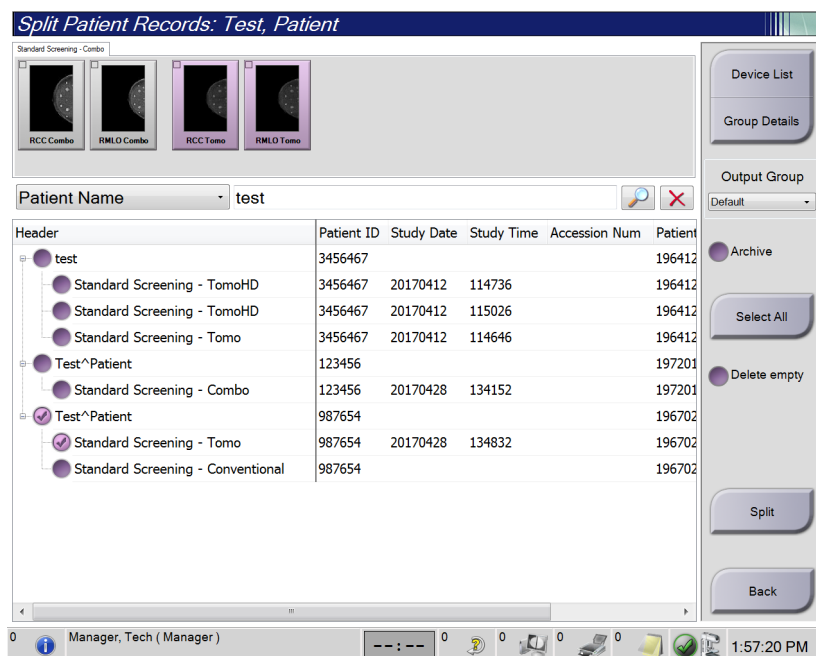 Split Patient Records: Test, Patient
Standard Screening - Combo
RCC Combo RMLO Combo RCC Tomo RMLO Tomo
Device List
Group Details
Output Group
Default
Patient Name test
Header Patient ID Study Date Study Time Accession Num Patient
test 3456467 196412
Standard Screening - TomoHD 3456467 20170412 114736 196412
Standard Screening - TomoHD 3456467 20170412 115026 196412
Standard Screening - Tomo 3456467 20170412 114646 196412
Test^Patient 123456 197201
Standard Screening - Combo 123456 20170428 134152 197201
Test^Patient 987654 196702
Standard Screening - Tomo 987654 20170428 134832 196702
Standard Screening - Conventional 987654 196702
Archive
Select All
Delete empty
Split
Back
0 Manager, Tech ( Manager ) --:-- 0 0 0 0 1:57:20 PM